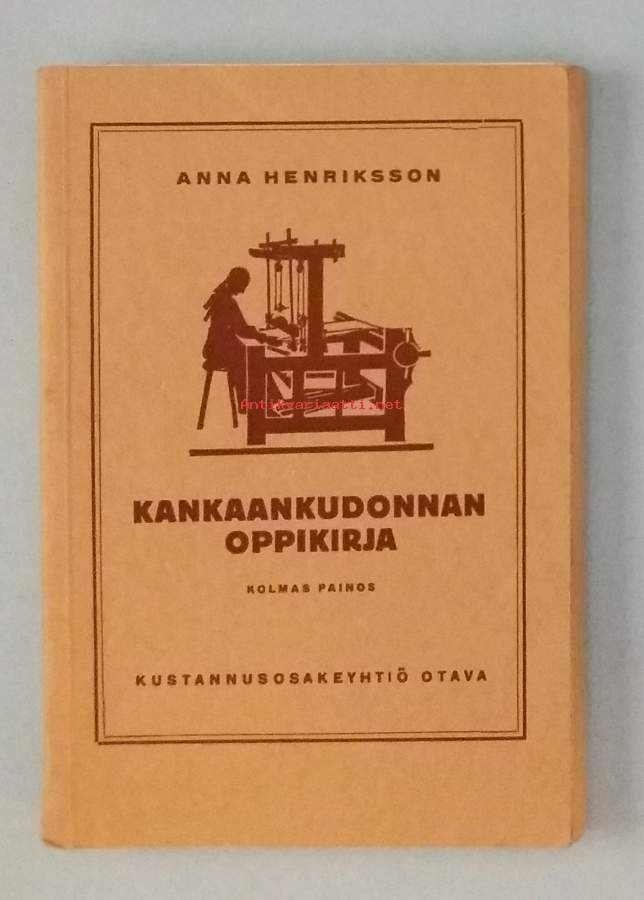 ANNA HENRIKSSON
Antikvariaatti.net
KANKAANKUDONNAN
OPPIKIRJA
KOLMAS PAINOS
KUSTANNUSOSAKEYHTIÖ OTAVA